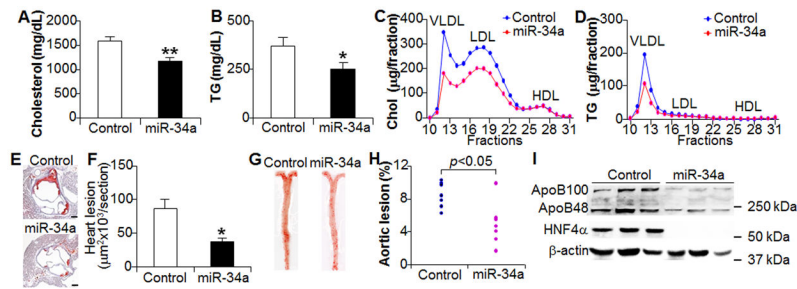 A
Cholesterol (mg/dL)
2000
1500
1000
500
0
**
Control
miR-34a
B
TG (mg/dL)
500
250
0
*
Control
miR-34a
C
Chol (µg/fraction)
400
300
200
100
0
VLDL
LDL
HDL
Control
miR-34a
10 13 16 19 22 25 28 31
Fractions
D
TG (µg/fraction)
300
200
100
0
VLDL
LDL
HDL
Control
miR-34a
10 13 16 19 22 25 28 31
Fractions
E
Control
miR-34a
F
Heart lesion
(µm²x10³/section)
150
100
50
0
*
Control
miR-34a
G
Control miR-34a
H
Aortic lesion (%)
12
8
4
0
p<0.05
Control
miR-34a
I
Control
miR-34a
ApoB100
ApoB48
HNF4α
β-actin
250 kDa
50 kDa
37 kDa